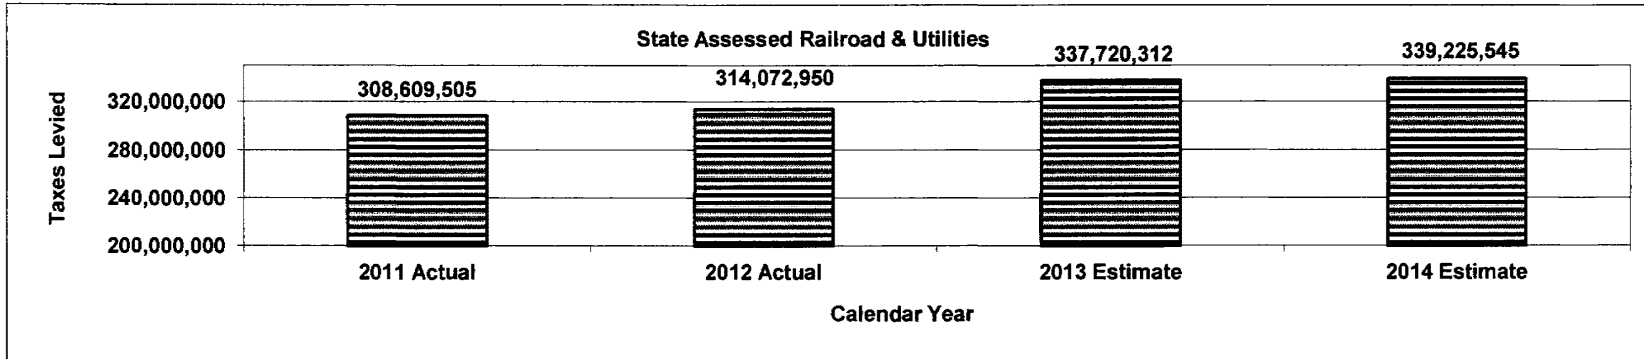 State Assessed Railroad & Utilities
308,609,505
314,072,950
337,720,312
339,225,545
Taxes Levied
320,000,000
280,000,000
240,000,000
200,000,000
2011 Actual
2012 Actual
2013 Estimate
2014 Estimate
Calendar Year